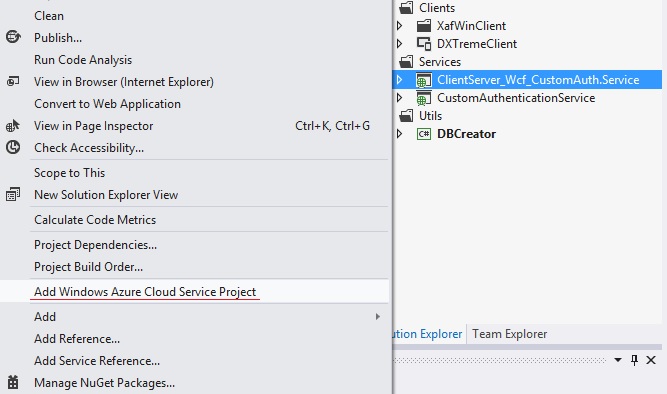 Clean
Publish...
Run Code Analysis
View in Browser (Internet Explorer)
Convert to Web Application
View in Page Inspector Ctrl+K, Ctrl+G
Check Accessibility...
Scope to This
New Solution Explorer View
Calculate Code Metrics
Project Dependencies...
Project Build Order...
Add Windows Azure Cloud Service Project
Add
Add Reference...
Add Service Reference...
Manage NuGet Packages...
Clients
XafWinClient
DXTremeClient
Services
ClientServer_Wcf_CustomAuth.Service
CustomAuthenticationService
Utils
C# DBCreator
ution Explorer Team Explorer